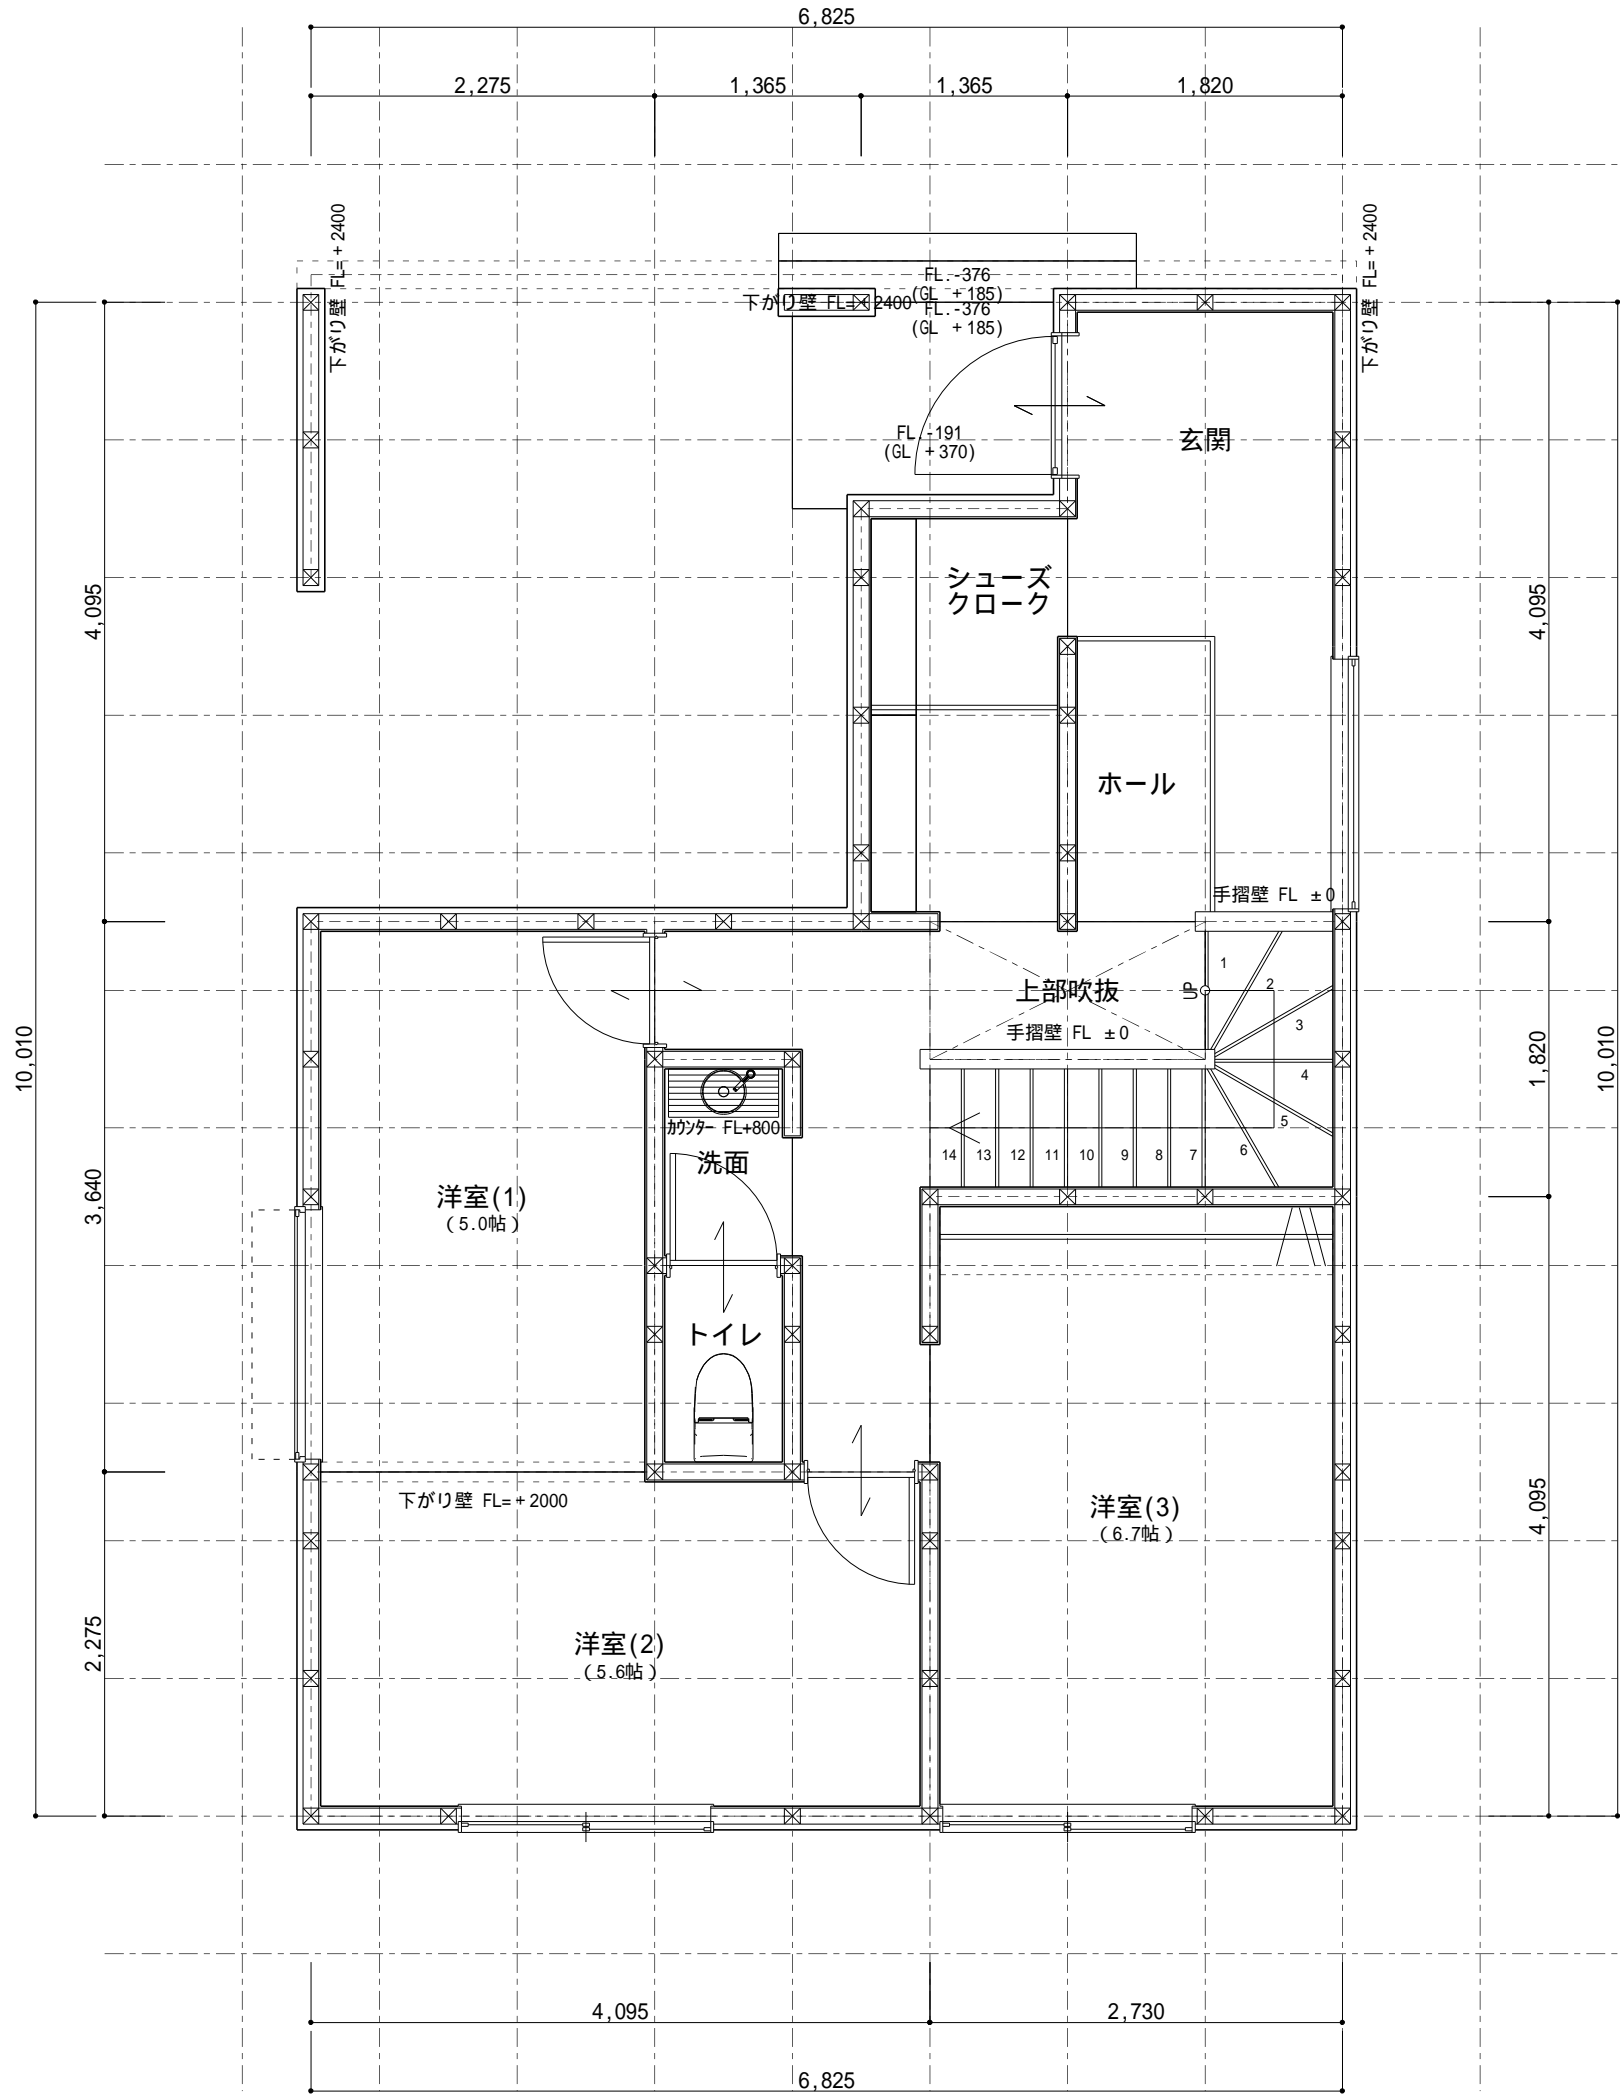 6,825
2,275
1,365
1,365
1,820
下がり壁 FL=+2400
下がり壁 FL=+2400
FL.-376
(GL +185)
下がり壁 FL=+2400
FL.-376
(GL +185)
FL.-191
(GL +370)
玄関
シューズ
クローク
4,095
4,095
ホール
手摺壁 FL ±0
上部吹抜
手摺壁 FL ±0
UP
1
2
3
4
5
6
7
8
9
10
11
12
13
14
10,010
1,820
10,010
カウンター FL+800
洗面
洋室(1)
(5.0帖)
3,640
トイレ
下がり壁 FL=+2000
洋室(3)
(6.7帖)
4,095
2,275
洋室(2)
(5.6帖)
4,095
2,730
6,825